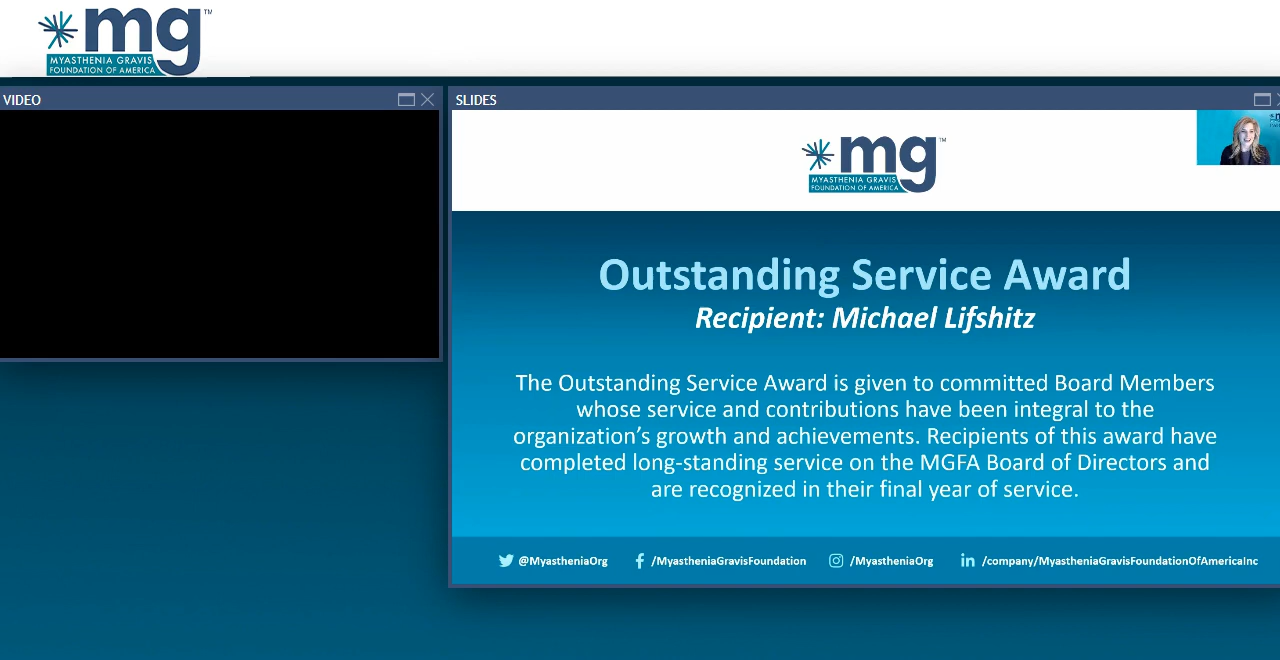 mg™
MYASTHENIA GRAVIS
FOUNDATION OF AMERICA
VIDEO
SLIDES
mg™
MYASTHENIA GRAVIS
FOUNDATION OF AMERICA
Outstanding Service Award
Recipient: Michael Lifshitz
The Outstanding Service Award is given to committed Board Members
whose service and contributions have been integral to the
organization’s growth and achievements. Recipients of this award have
completed long-standing service on the MGFA Board of Directors and
are recognized in their final year of service.
@MyastheniaOrg /MyastheniaGravisFoundation /MyastheniaOrg /company/MyastheniaGravisFoundationOfAmericaInc